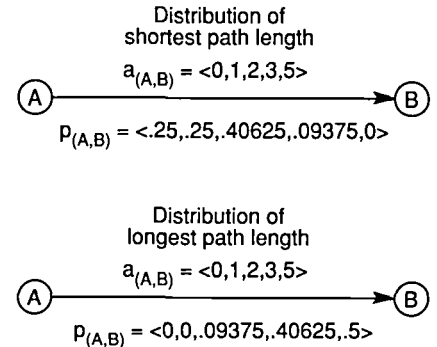 Distribution of
shortest path length
a(A,B) = <0,1,2,3,5>
A B
p(A,B) = <.25,.25,.40625,.09375,0>
Distribution of
longest path length
a(A,B) = <0,1,2,3,5>
A B
p(A,B) = <0,0,.09375,.40625,.5>